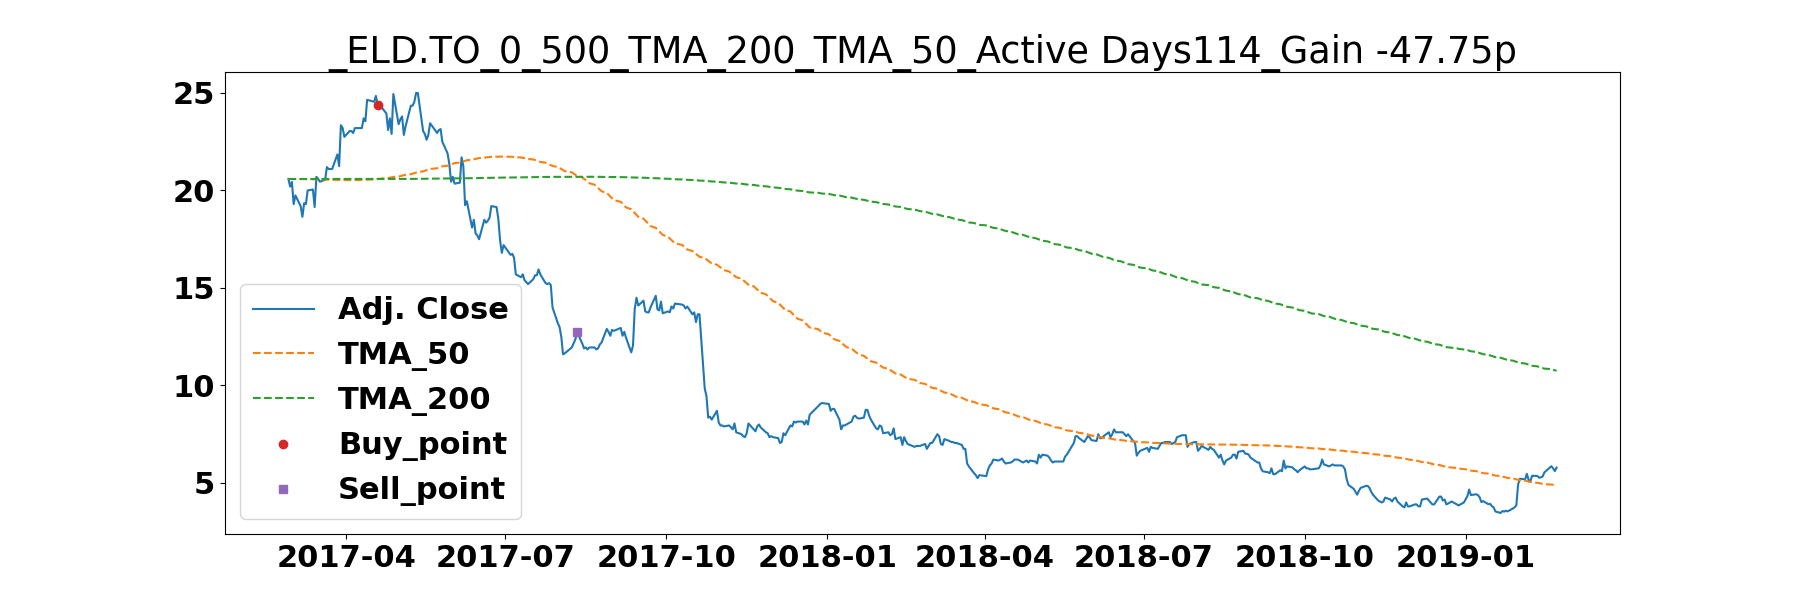 _ELD.TO_0_500_TMA_200_TMA_50_Active Days114_Gain -47.75p
25
20
15
10
5
Adj. Close
TMA_50
TMA_200
Buy_point
Sell_point
2017-04 2017-07 2017-10 2018-01 2018-04 2018-07 2018-10 2019-01